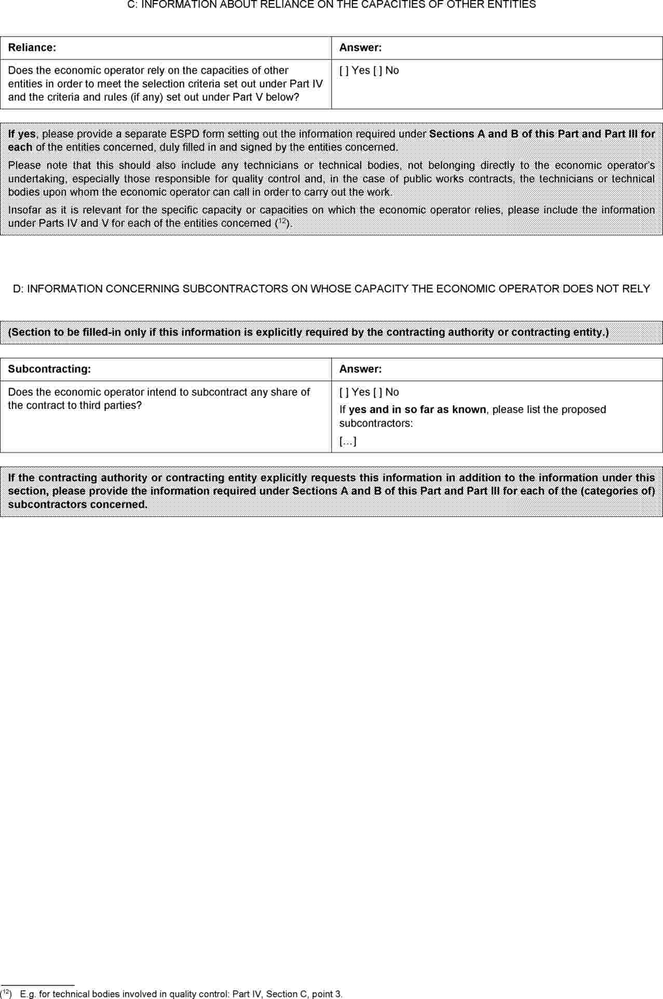 C: INFORMATION ABOUT RELIANCE ON THE CAPACITIES OF OTHER ENTITIES
Reliance:
Answer:
Does the economic operator rely on the capacities of other
entities in order to meet the selection criteria set out under Part IV
and the criteria and rules (if any) set out under Part V below?
[ ] Yes [ ] No
If yes, please provide a separate ESPD form setting out the information required under Sections A and B of this Part and Part III for
each of the entities concerned, duly filled in and signed by the entities concerned.
Please note that this should also include any technicians or technical bodies, not belonging directly to the economic operator's
undertaking, especially those responsible for quality control and, in the case of public works contracts, the technicians or technical
bodies upon whom the economic operator can call in order to carry out the work.
Insofar as it is relevant for the specific capacity or capacities on which the economic operator relies, please include the information
under Parts IV and V for each of the entities concerned (12).
D: INFORMATION CONCERNING SUBCONTRACTORS ON WHOSE CAPACITY THE ECONOMIC OPERATOR DOES NOT RELY
(Section to be filled-in only if this information is explicitly required by the contracting authority or contracting entity.)
Subcontracting:
Answer:
Does the economic operator intend to subcontract any share of
the contract to third parties?
[ ] Yes [ ] No
If yes and in so far as known, please list the proposed
subcontractors:
[…]
If the contracting authority or contracting entity explicitly requests this information in addition to the information under this
section, please provide the information required under Sections A and B of this Part and Part III for each of the (categories of)
subcontractors concerned.
(12) E.g. for technical bodies involved in quality control: Part IV, Section C, point 3.